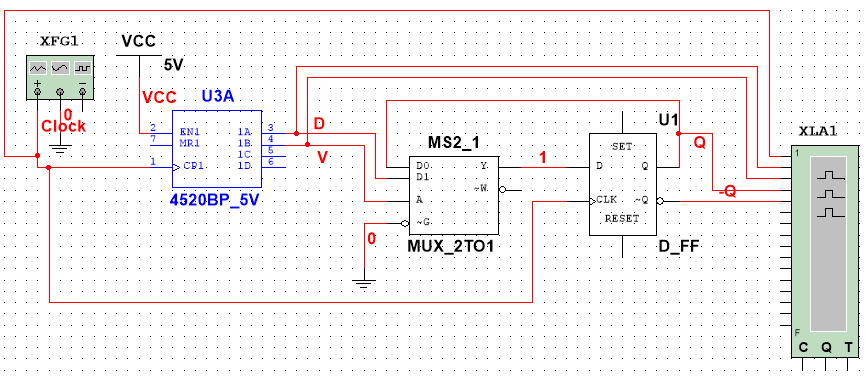 XFG1
VCC
5V
VCC
U3A
Clock
0
2 EN1 1A 3
7 MR1 1B 4
1C 5
1 CP1 1D 6
4520BP_5V
D
V
MS2_1
D0 Y
D1
~W
A
~G
0
MUX_2TO1
1
U1
SET
D Q
CLK ~Q
RESET
D_FF
Q
-Q
XLA1
1
F
C Q T